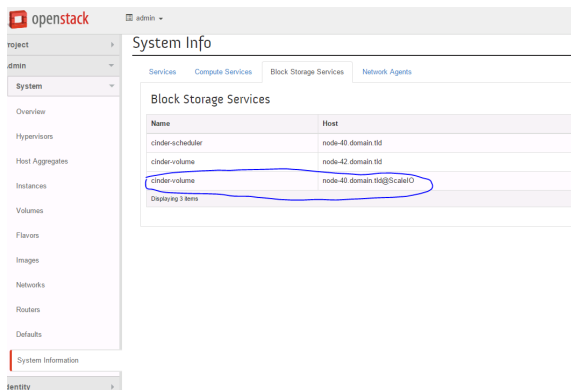 openstack
admin
roject
System Info
dmin
Services Compute Services Block Storage Services Network Agents
System
Block Storage Services
Overview
Name Host
Hypervisors
cinder-scheduler node-40.domain.tld
Host Aggregates
cinder-volume node-42.domain.tld
Instances
cinder-volume node-40.domain.tld@ScaleIO
Displaying 3 items
Volumes
Flavors
Images
Networks
Routers
Defaults
System Information
dentity